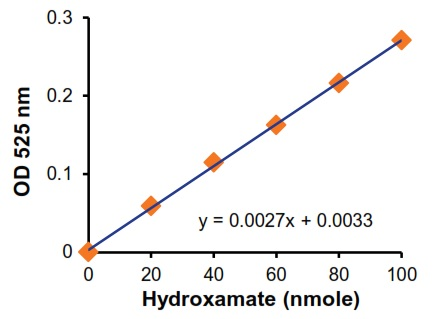 OD 525 nm
0.3
0.2
0.1
0
y = 0.0027x + 0.0033
0 20 40 60 80 100
Hydroxamate (nmole)